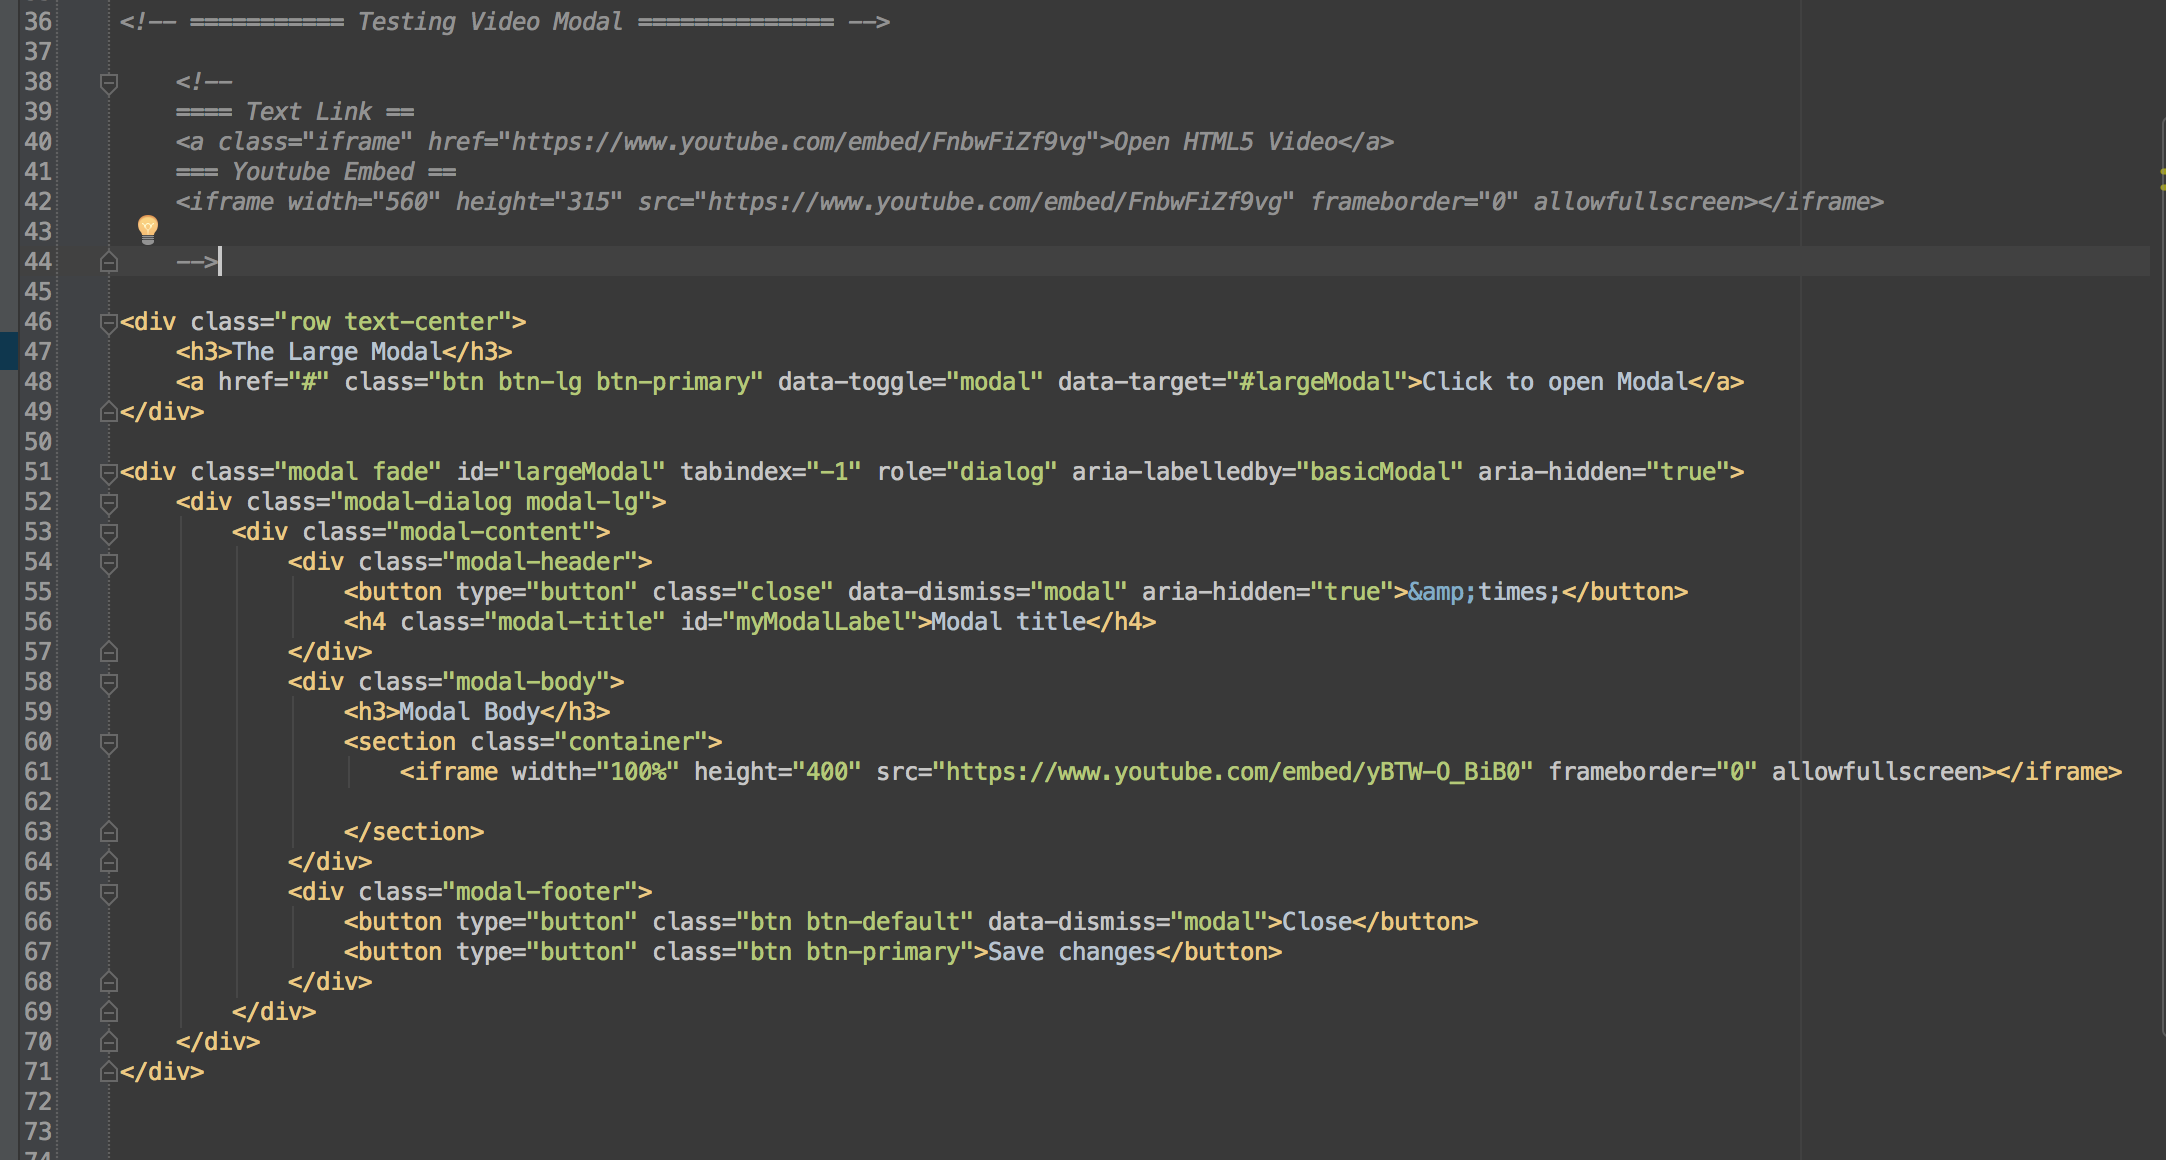 36 <!-- =========== Testing Video Modal ============== -->
37
38     <!--
39     ==== Text Link ==
40     <a class="iframe" href="https://www.youtube.com/embed/FnbwFiZf9vg">Open HTML5 Video</a>
41     === Youtube Embed ==
42     <iframe width="560" height="315" src="https://www.youtube.com/embed/FnbwFiZf9vg" frameborder="0" allowfullscreen></iframe>
43
44     -->
45
46 <div class="row text-center">
47     <h3>The Large Modal</h3>
48     <a href="#" class="btn btn-lg btn-primary" data-toggle="modal" data-target="#largeModal">Click to open Modal</a>
49 </div>
50
51 <div class="modal fade" id="largeModal" tabindex="-1" role="dialog" aria-labelledby="basicModal" aria-hidden="true">
52     <div class="modal-dialog modal-lg">
53         <div class="modal-content">
54             <div class="modal-header">
55                 <button type="button" class="close" data-dismiss="modal" aria-hidden="true">&amp;times;</button>
56                 <h4 class="modal-title" id="myModalLabel">Modal title</h4>
57             </div>
58             <div class="modal-body">
59                 <h3>Modal Body</h3>
60                 <section class="container">
61                     <iframe width="100%" height="400" src="https://www.youtube.com/embed/yBTW-O_BiB0" frameborder="0" allowfullscreen></iframe>
62
63                 </section>
64             </div>
65             <div class="modal-footer">
66                 <button type="button" class="btn btn-default" data-dismiss="modal">Close</button>
67                 <button type="button" class="btn btn-primary">Save changes</button>
68             </div>
69         </div>
70     </div>
71 </div>
72
73
74